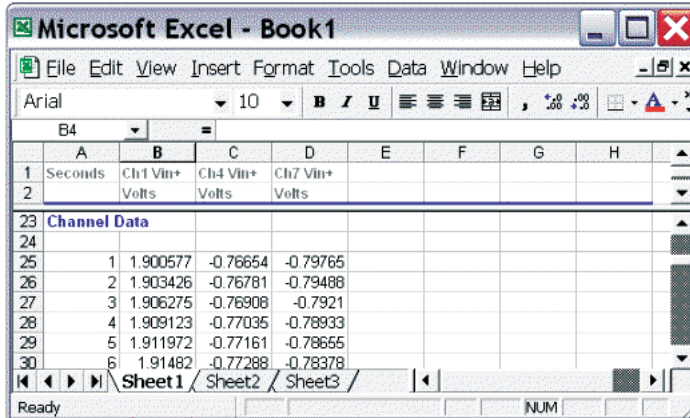 Microsoft Excel - Book1
File Edit View Insert Format Tools Data Window Help
Arial 10 B I U , .00 .00 A
B4 =
A B C D E F G H
1 Seconds Ch1 Vin+ Ch4 Vin+ Ch7 Vin+
2 Volts Volts Volts
23 Channel Data
24
25 1 1.900577 -0.76654 -0.79765
26 2 1.903426 -0.76781 -0.79488
27 3 1.906275 -0.76908 -0.7921
28 4 1.909123 -0.77035 -0.78933
29 5 1.911972 -0.77161 -0.78655
30 6 1.91482 -0.77288 -0.78378
Sheet1 Sheet2 Sheet3
Ready NUM